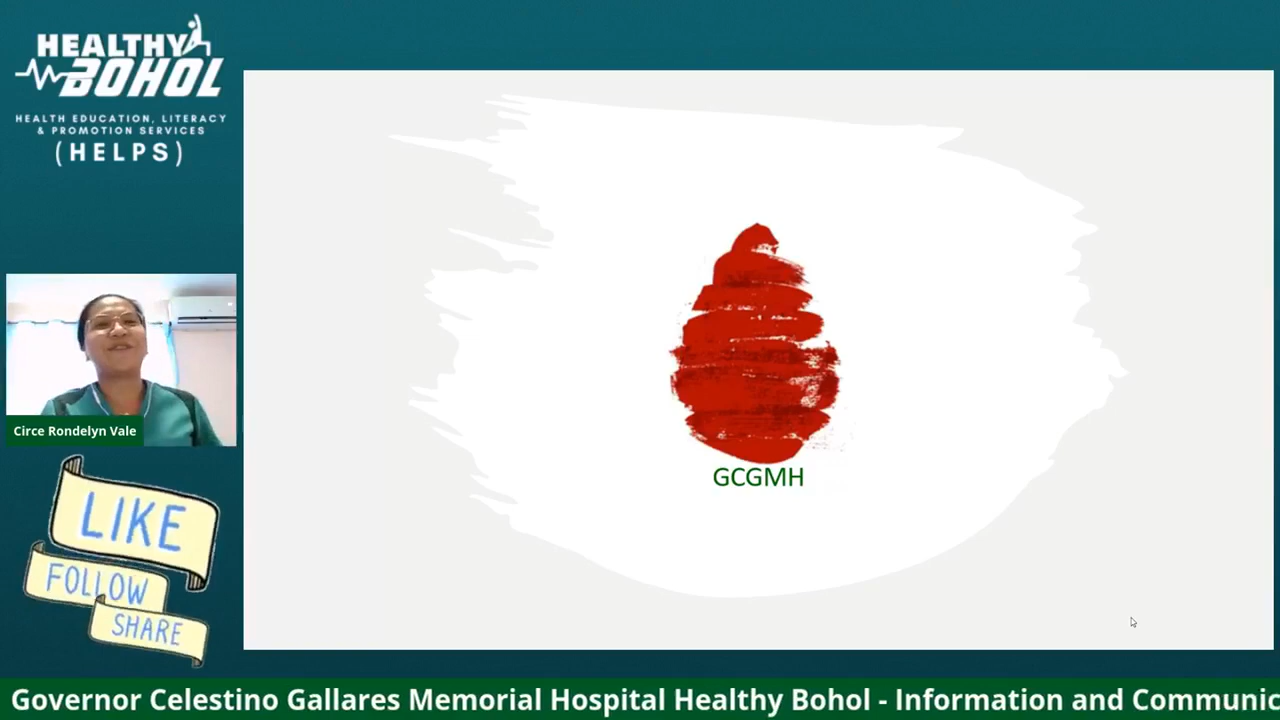 HEALTHY
BOHOL
HEALTH EDUCATION, LITERACY
& PROMOTION SERVICES
(HELPS)
GCGMH
Circe Rondelyn Vale
LIKE
FOLLOW
SHARE
Governor Celestino Gallares Memorial Hospital Healthy Bohol - Information and Communic